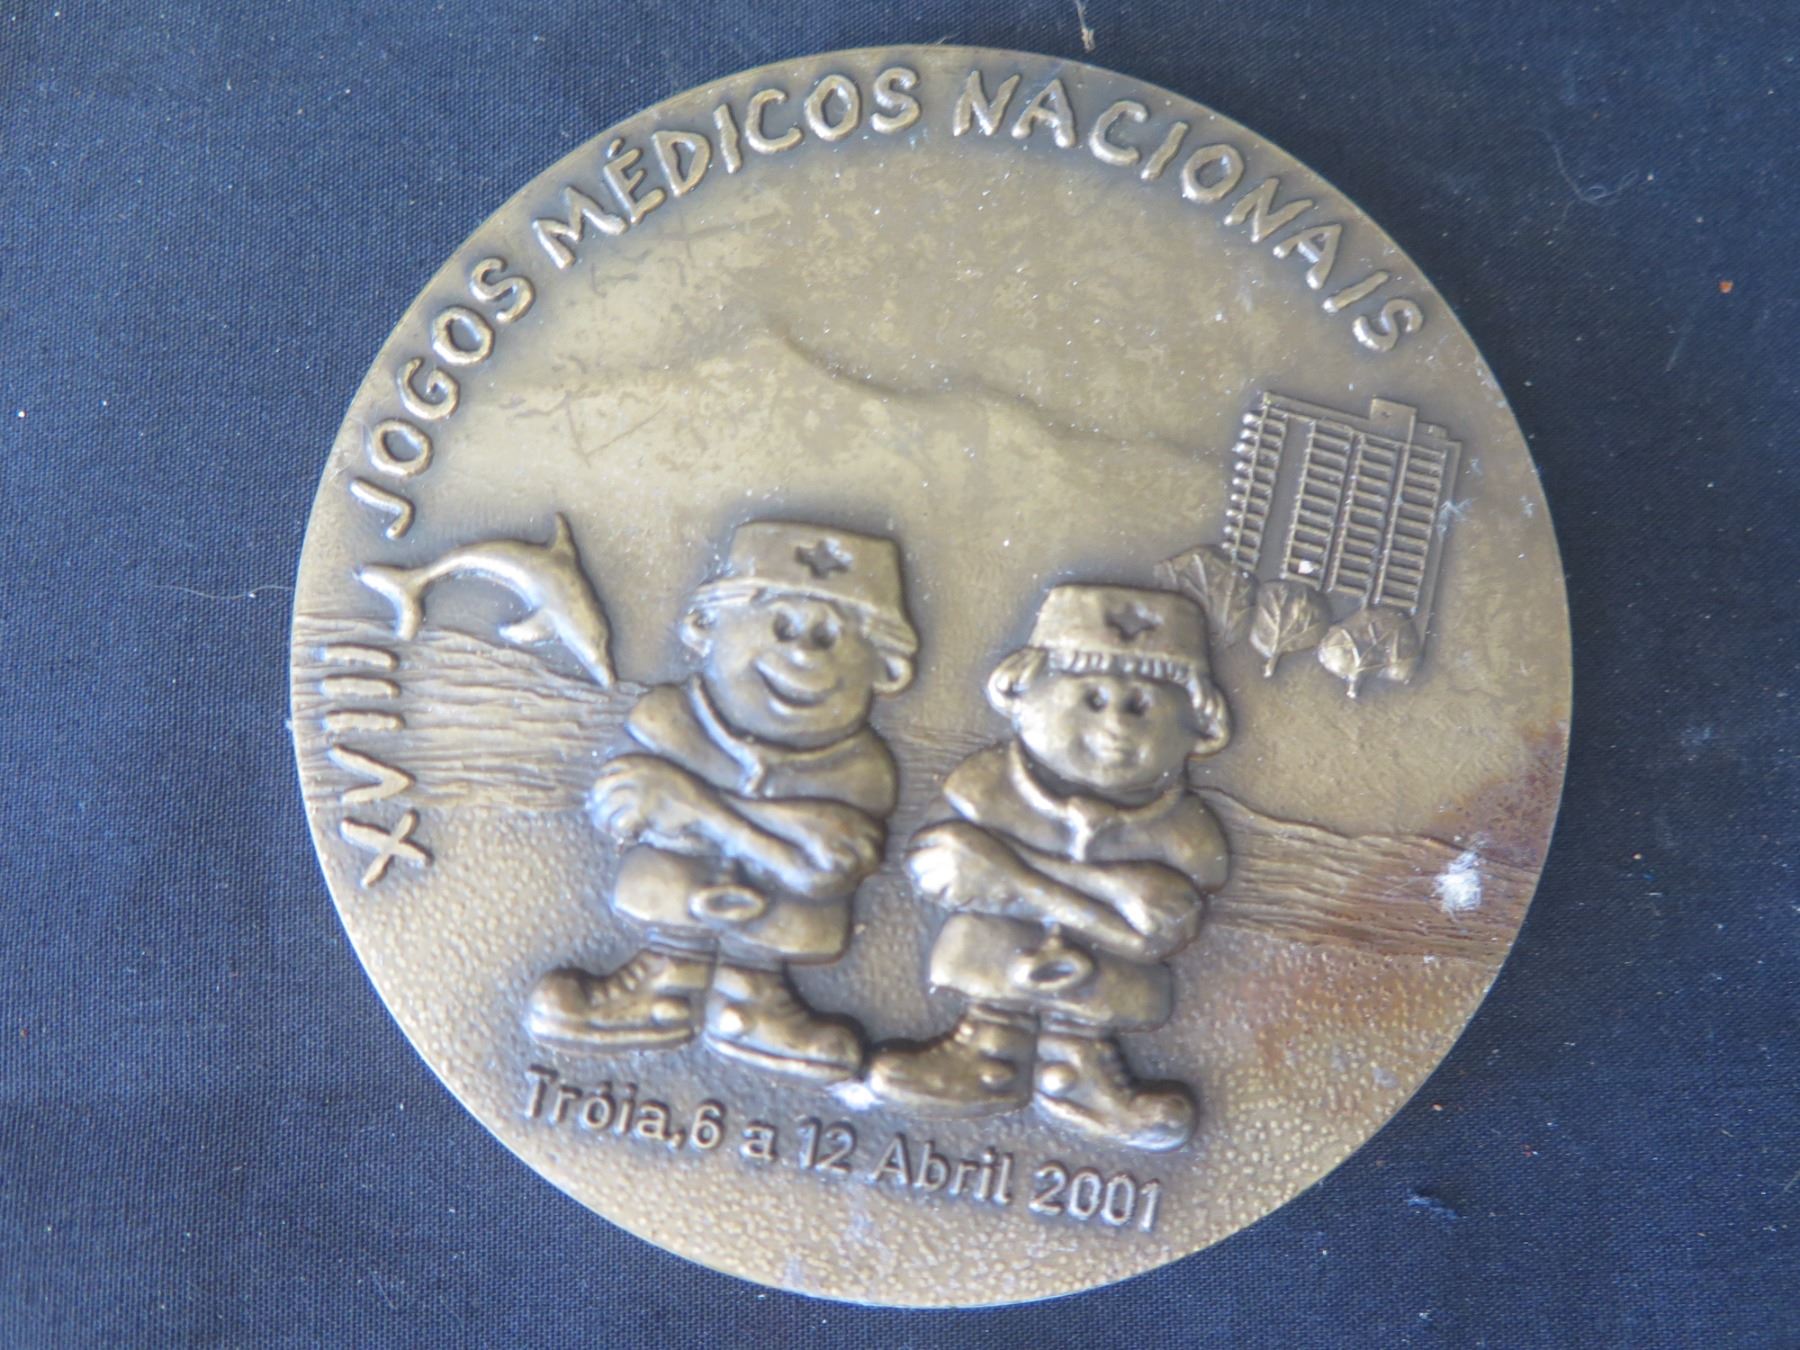 XVIII JOGOS MÉDICOS NACIONAIS
Tróia, 6 a 12 Abril 2001